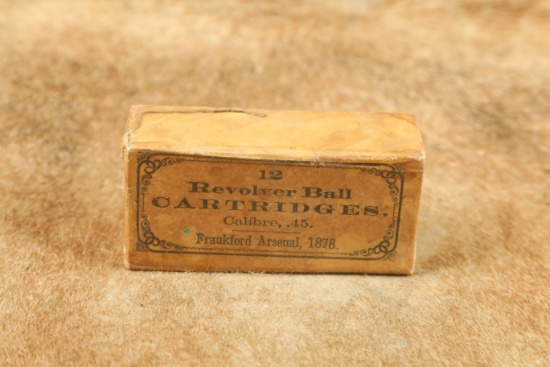 12
Revolver Ball
CARTRIDGES.
Calibre, .45.
Frankford Arsenal, 1878.